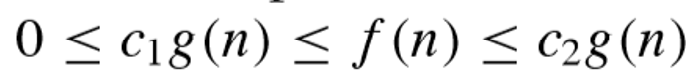 0 ≤ c₁g(n) ≤ f(n) ≤ c₂g(n)